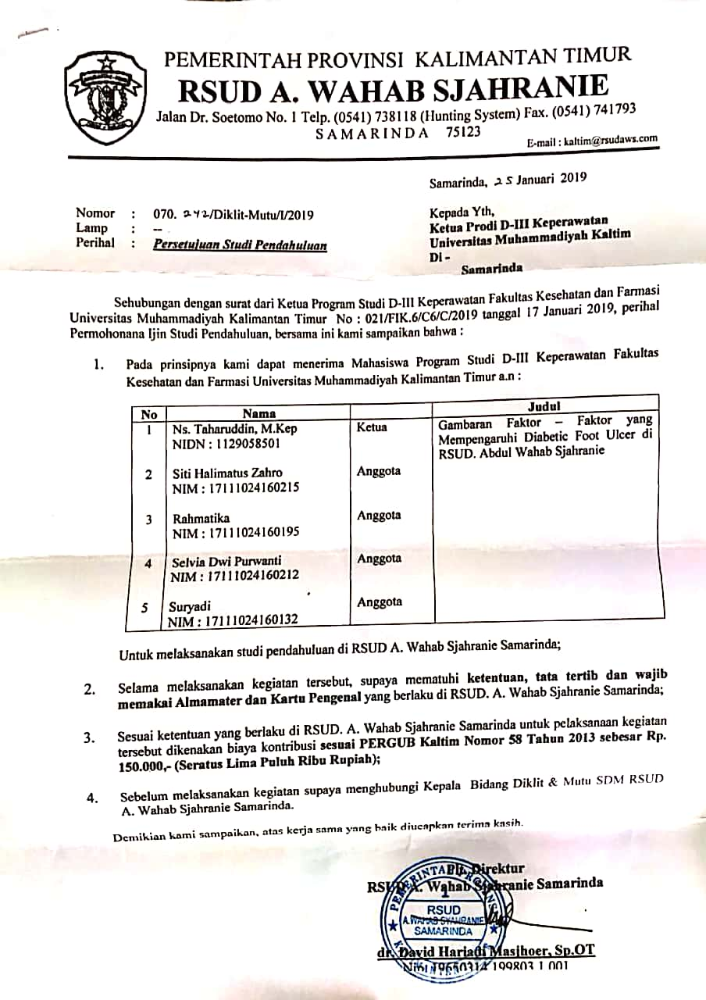 PEMERINTAH PROVINSI KALIMANTAN TIMUR
RSUD A. WAHAB SJAHRANIE
Jalan Dr. Soetomo No. 1 Telp. (0541) 738118 (Hunting System) Fax. (0541) 741793
SAMARINDA 75123
E-mail : kaltim@rsudaws.com
Samarinda, 25 Januari 2019
Nomor : 070. 242/Diklit-Mutu/I/2019
Lamp : --
Perihal : Persetujuan Studi Pendahuluan
Kepada Yth,
Ketua Prodi D-III Keperawatan
Universitas Muhammadiyah Kaltim
Di -
Samarinda
Sehubungan dengan surat dari Ketua Program Studi D-III Keperawatan Fakultas Kesehatan dan Farmasi
Universitas Muhammadiyah Kalimantan Timur No : 021/FIK.6/C6/C/2019 tanggal 17 Januari 2019, perihal
Permohonana Ijin Studi Pendahuluan, bersama ini kami sampaikan bahwa :
1. Pada prinsipnya kami dapat menerima Mahasiswa Program Studi D-III Keperawatan Fakultas
Kesehatan dan Farmasi Universitas Muhammadiyah Kalimantan Timur a.n :
No Nama Judul
1 Ns. Taharuddin, M.Kep Ketua Gambaran Faktor – Faktor yang
NIDN : 1129058501 Mempengaruhi Diabetic Foot Ulcer di
RSUD. Abdul Wahab Sjahranie
2 Siti Halimatus Zahro Anggota
NIM : 17111024160215
3 Rahmatika Anggota
NIM : 17111024160195
4 Selvia Dwi Purwanti Anggota
NIM : 17111024160212
5 Suryadi Anggota
NIM : 17111024160132
Untuk melaksanakan studi pendahuluan di RSUD A. Wahab Sjahranie Samarinda;
2. Selama melaksanakan kegiatan tersebut, supaya mematuhi ketentuan, tata tertib dan wajib
memakai Almamater dan Kartu Pengenal yang berlaku di RSUD. A. Wahab Sjahranie Samarinda;
3. Sesuai ketentuan yang berlaku di RSUD. A. Wahab Sjahranie Samarinda untuk pelaksanaan kegiatan
tersebut dikenakan biaya kontribusi sesuai PERGUB Kaltim Nomor 58 Tahun 2013 sebesar Rp.
150.000,- (Seratus Lima Puluh Ribu Rupiah);
4. Sebelum melaksanakan kegiatan supaya menghubungi Kepala Bidang Diklit & Mutu SDM RSUD
A. Wahab Sjahranie Samarinda.
Demikian kami sampaikan, atas kerja sama yang baik diucapkan terima kasih.
Plt. Direktur
RSUD A. Wahab Sjahranie Samarinda
RSUD
A.WAHAB SYAHRANIE
SAMARINDA
dr. David Hariadi Masjhoer, Sp.OT
19650314 199803 1 001